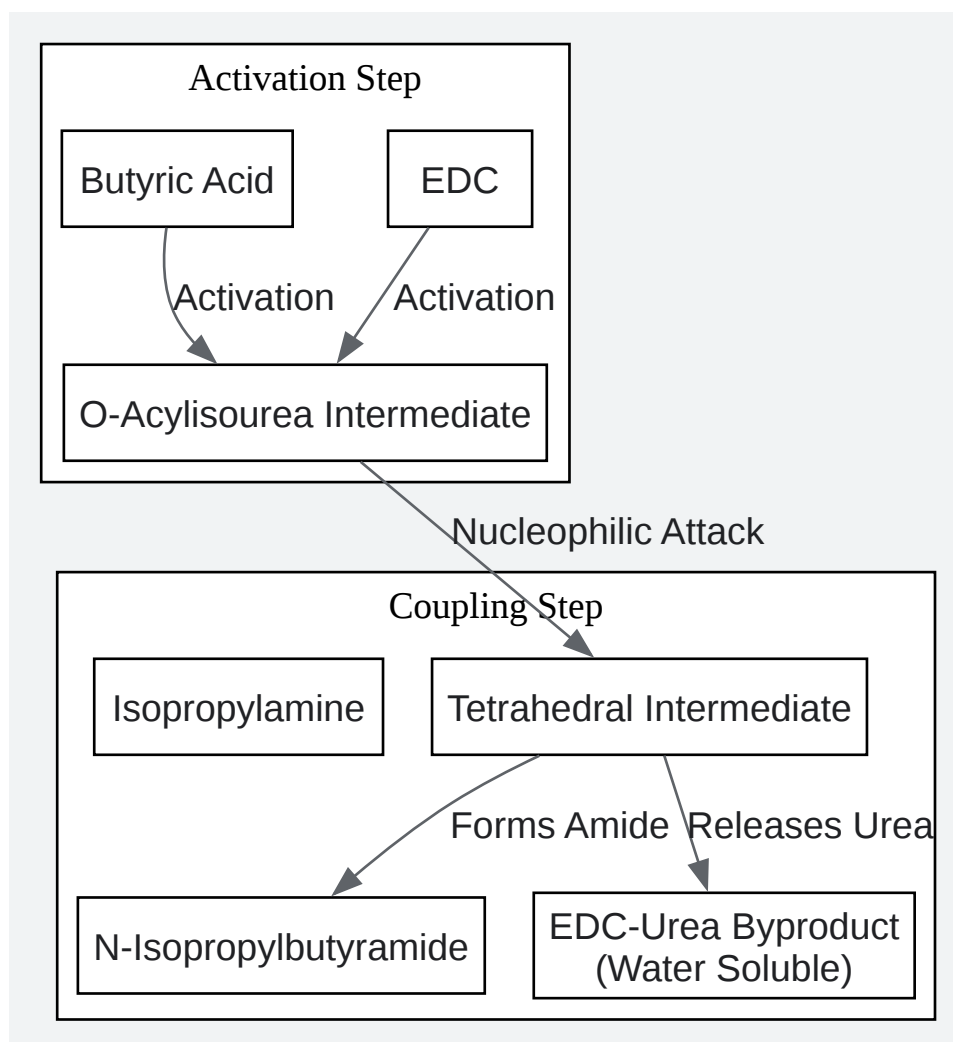 Activation Step
Butyric Acid
EDC
Activation
Activation
O-Acylisourea Intermediate
Nucleophilic Attack
Coupling Step
Isopropylamine
Tetrahedral Intermediate
Forms Amide
Releases Urea
N-Isopropylbutyramide
EDC-Urea Byproduct
(Water Soluble)